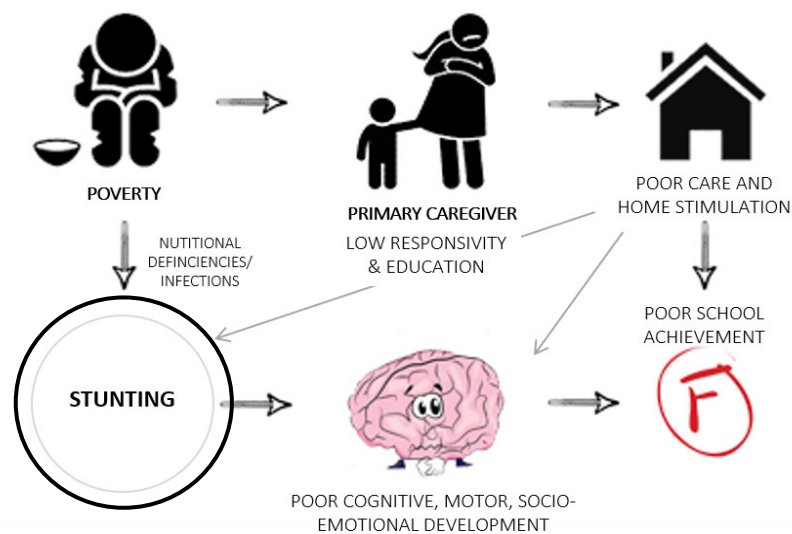 POVERTY
PRIMARY CAREGIVER
LOW RESPONSIVITY
& EDUCATION
POOR CARE AND
HOME STIMULATION
NUTITIONAL
DEFINCIENCIES/
INFECTIONS
POOR SCHOOL
ACHIEVEMENT
STUNTING
F
POOR COGNITIVE, MOTOR, SOCIO-
EMOTIONAL DEVELOPMENT